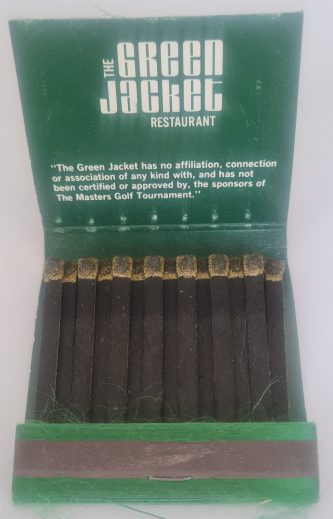 THE GREEN
JACKET
RESTAURANT
"The Green Jacket has no affiliation, connection
or association of any kind with, and has not
been certified or approved by, the sponsors of
The Masters Golf Tournament."